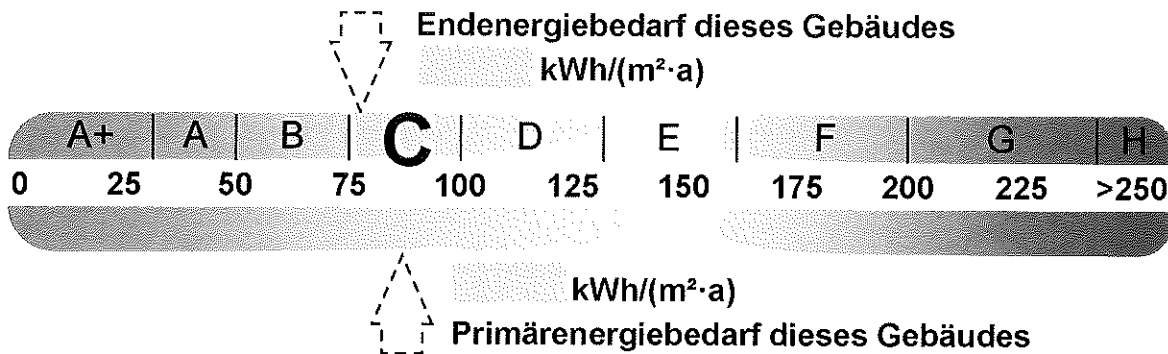 Endenergiebedarf dieses Gebäudes
kWh/(m²·a)
A+ A B C D E F G H
0 25 50 75 100 125 150 175 200 225 >250
kWh/(m²·a)
Primärenergiebedarf dieses Gebäudes